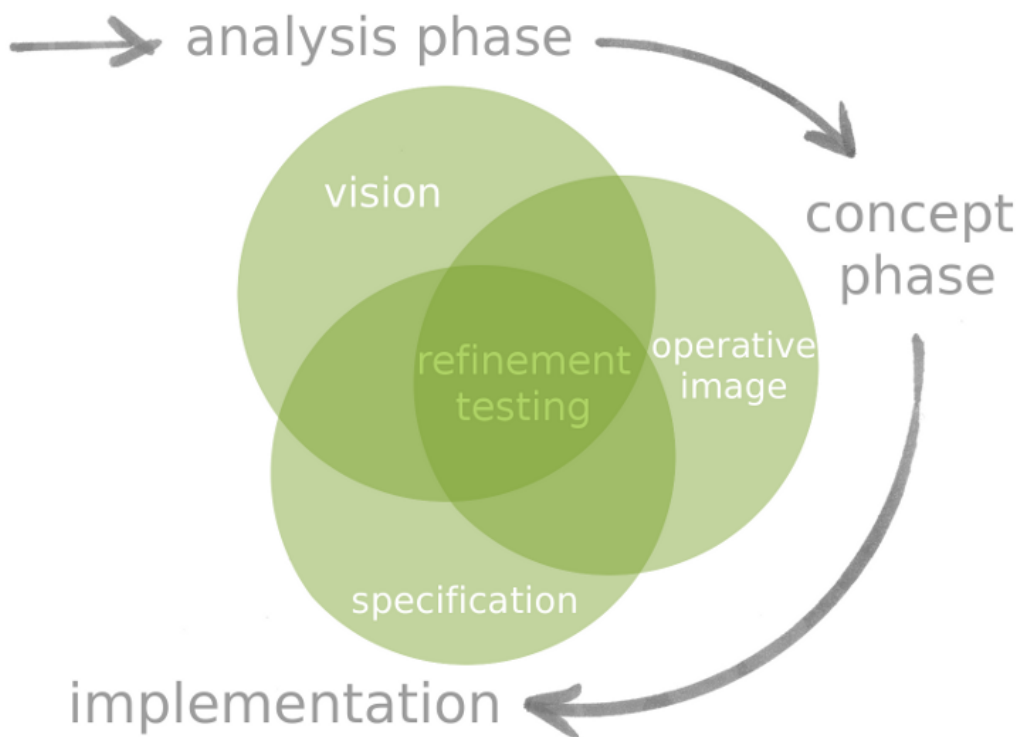 analysis phase
vision
concept
phase
refinement
testing
operative
image
specification
implementation